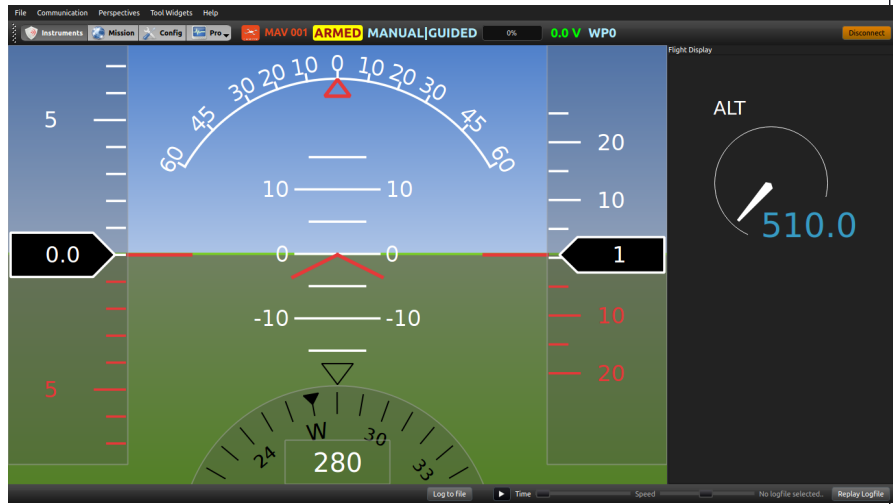 File Communication Perspectives Tool Widgets Help
Instruments Mission Config Pro MAV 001 ARMED MANUAL|GUIDED 0% 0.0 V WP0 Disconnect
Flight Display
60 45 30 20 10 0 10 20 30 45 60
ALT
510.0
5
20
10 10
10
0.0
0 0
1
-10 -10
10
20
5
24 W 30 33
280
Log to file Time Speed No logfile selected.. Replay Logfile